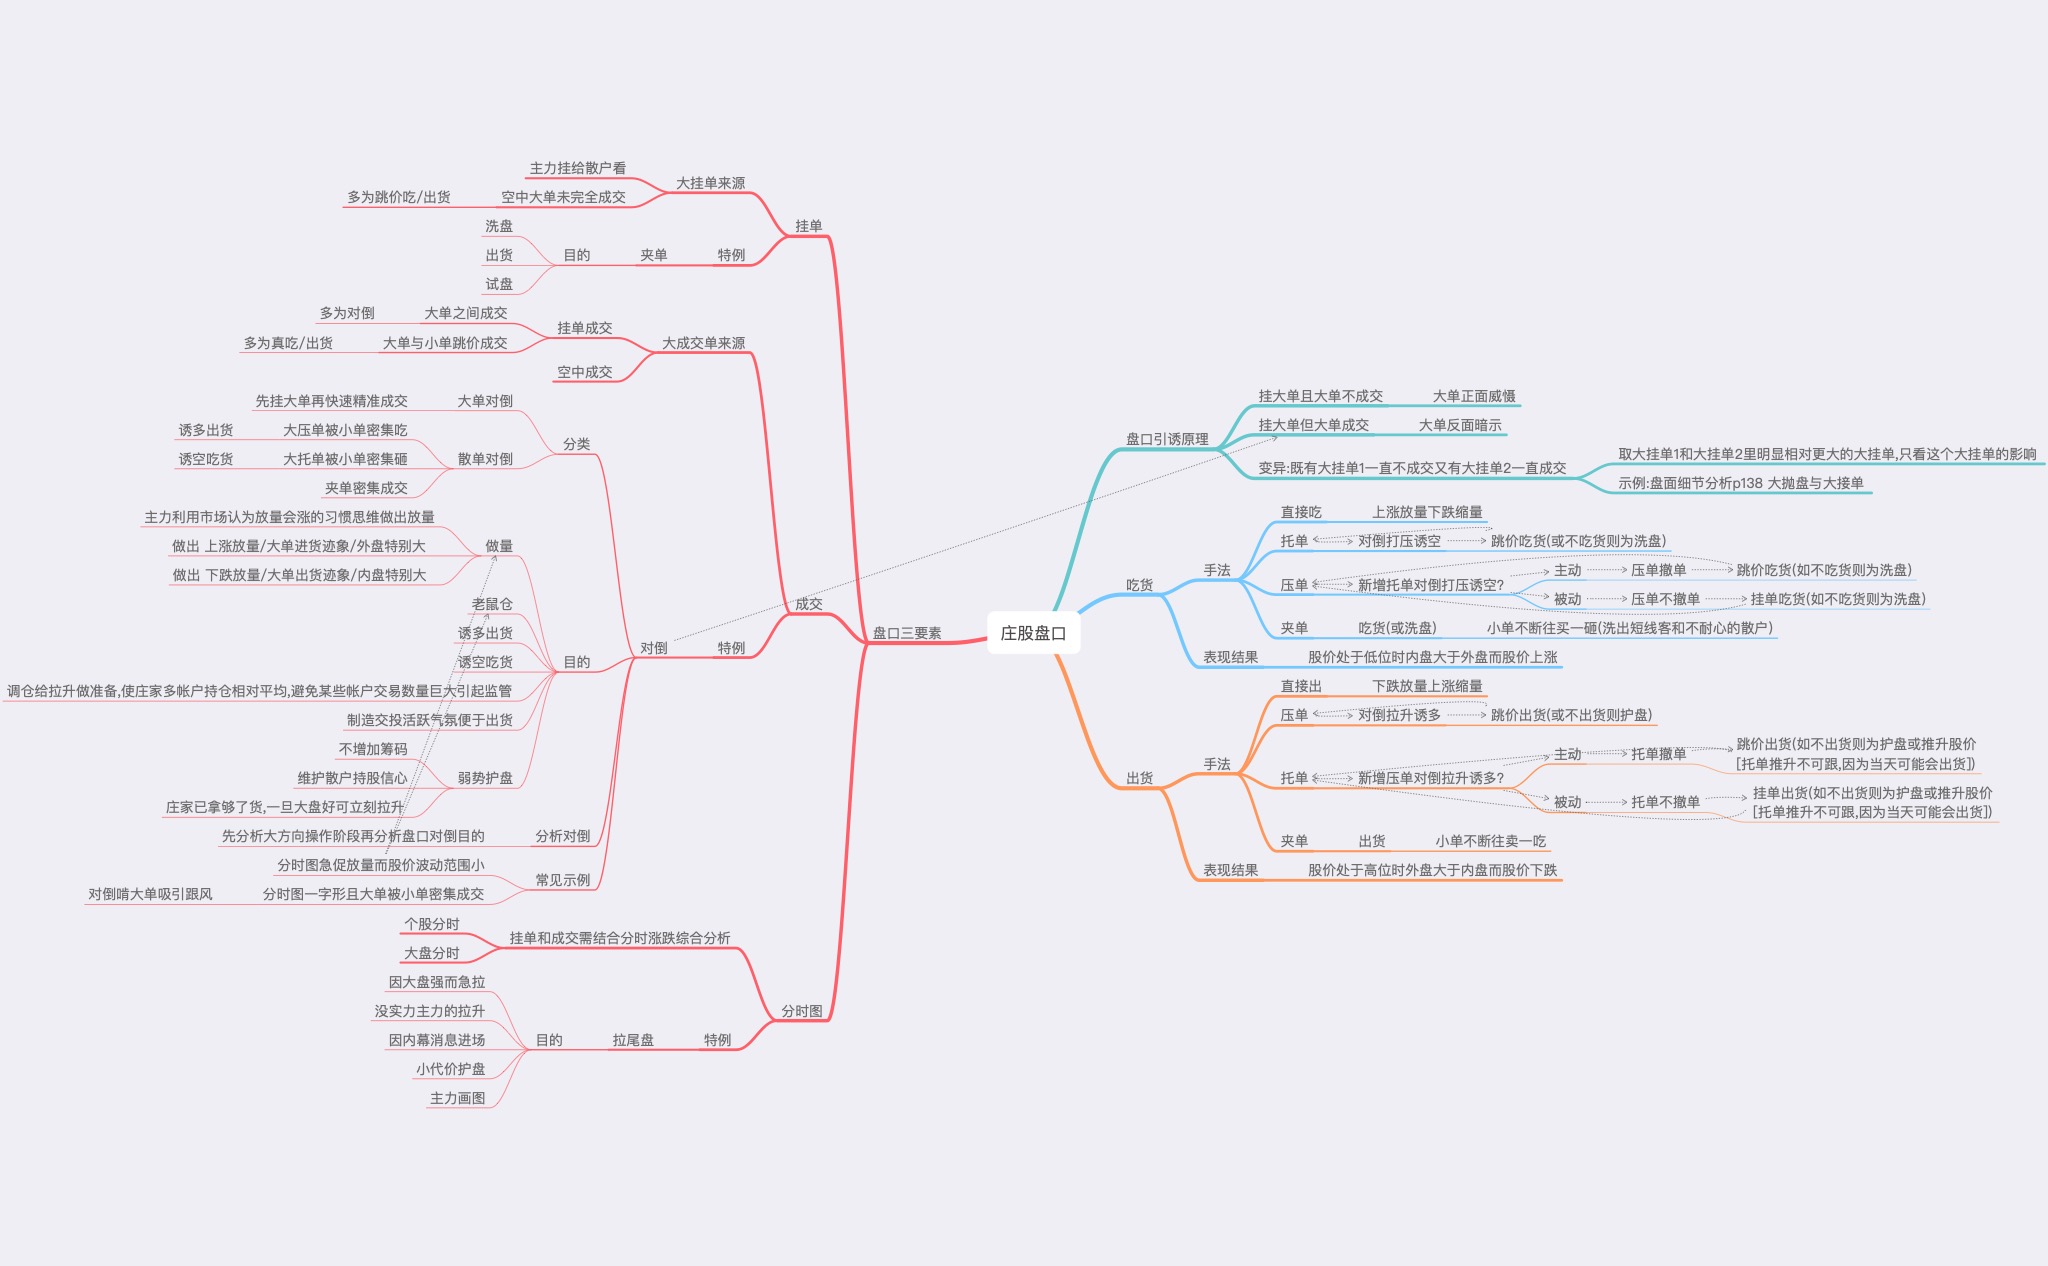 庄股盘口
盘口三要素
挂单
大挂单来源
主力挂给散户看
空中大单未完全成交
多为跳价吃/出货
特例
夹单
目的
洗盘
出货
试盘
成交
大成交单来源
挂单成交
大单之间成交
多为对倒
大单与小单跳价成交
多为真吃/出货
空中成交
特例
对倒
分类
大单对倒
先挂大单再快速精准成交
散单对倒
大压单被小单密集吃
诱多出货
大托单被小单密集砸
诱空吃货
夹单密集成交
目的
做量
主力利用市场认为放量会涨的习惯思维做出放量
做出 上涨放量/大单进货迹象/外盘特别大
做出 下跌放量/大单出货迹象/内盘特别大
老鼠仓
诱多出货
诱空吃货
调仓给拉升做准备,使庄家多帐户持仓相对平均,避免某些帐户交易数量巨大引起监管
制造交投活跃气氛便于出货
弱势护盘
不增加筹码
维护散户持股信心
庄家已拿够了货,一旦大盘好可立刻拉升
分析对倒
先分析大方向操作阶段再分析盘口对倒目的
常见示例
分时图急促放量而股价波动范围小
分时图一字形且大单被小单密集成交
对倒啃大单吸引跟风
分时图
挂单和成交需结合分时涨跌综合分析
个股分时
大盘分时
特例
拉尾盘
目的
因大盘强而急拉
没实力主力的拉升
因内幕消息进场
小代价护盘
主力画图
盘口引诱原理
挂大单且大单不成交
大单正面威慑
挂大单但大单成交
大单反面暗示
变异:既有大挂单1一直不成交又有大挂单2一直成交
取大挂单1和大挂单2里明显相对更大的大挂单,只看这个大挂单的影响
示例:盘面细节分析p138 大抛盘与大接单
吃货
手法
直接吃
上涨放量下跌缩量
托单
对倒打压诱空
跳价吃货(或不吃货则为洗盘)
压单
新增托单对倒打压诱空?
主动
压单撤单
跳价吃货(如不吃货则为洗盘)
被动
压单不撤单
挂单吃货(如不吃货则为洗盘)
夹单
吃货(或洗盘)
小单不断往买一砸(洗出短线客和不耐心的散户)
表现结果
股价处于低位时内盘大于外盘而股价上涨
出货
手法
直接出
下跌放量上涨缩量
压单
对倒拉升诱多
跳价出货(或不出货则护盘)
托单
新增压单对倒拉升诱多?
主动
托单撤单
跳价出货(如不出货则为护盘或推升股价
[托单推升不可跟,因为当天可能会出货])
被动
托单不撤单
挂单出货(如不出货则为护盘或推升股价
[托单推升不可跟,因为当天可能会出货])
夹单
出货
小单不断往卖一吃
表现结果
股价处于高位时外盘大于内盘而股价下跌